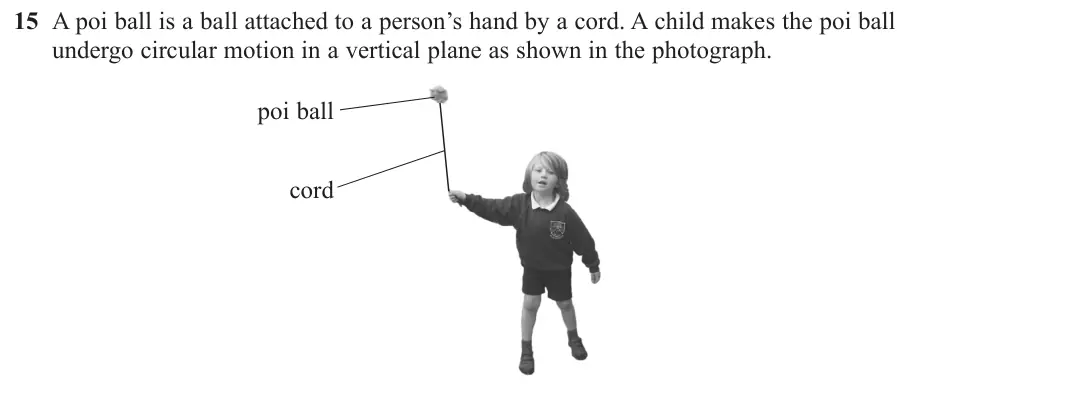 15 A poi ball is a ball attached to a person’s hand by a cord. A child makes the poi ball
undergo circular motion in a vertical plane as shown in the photograph.
poi ball
cord